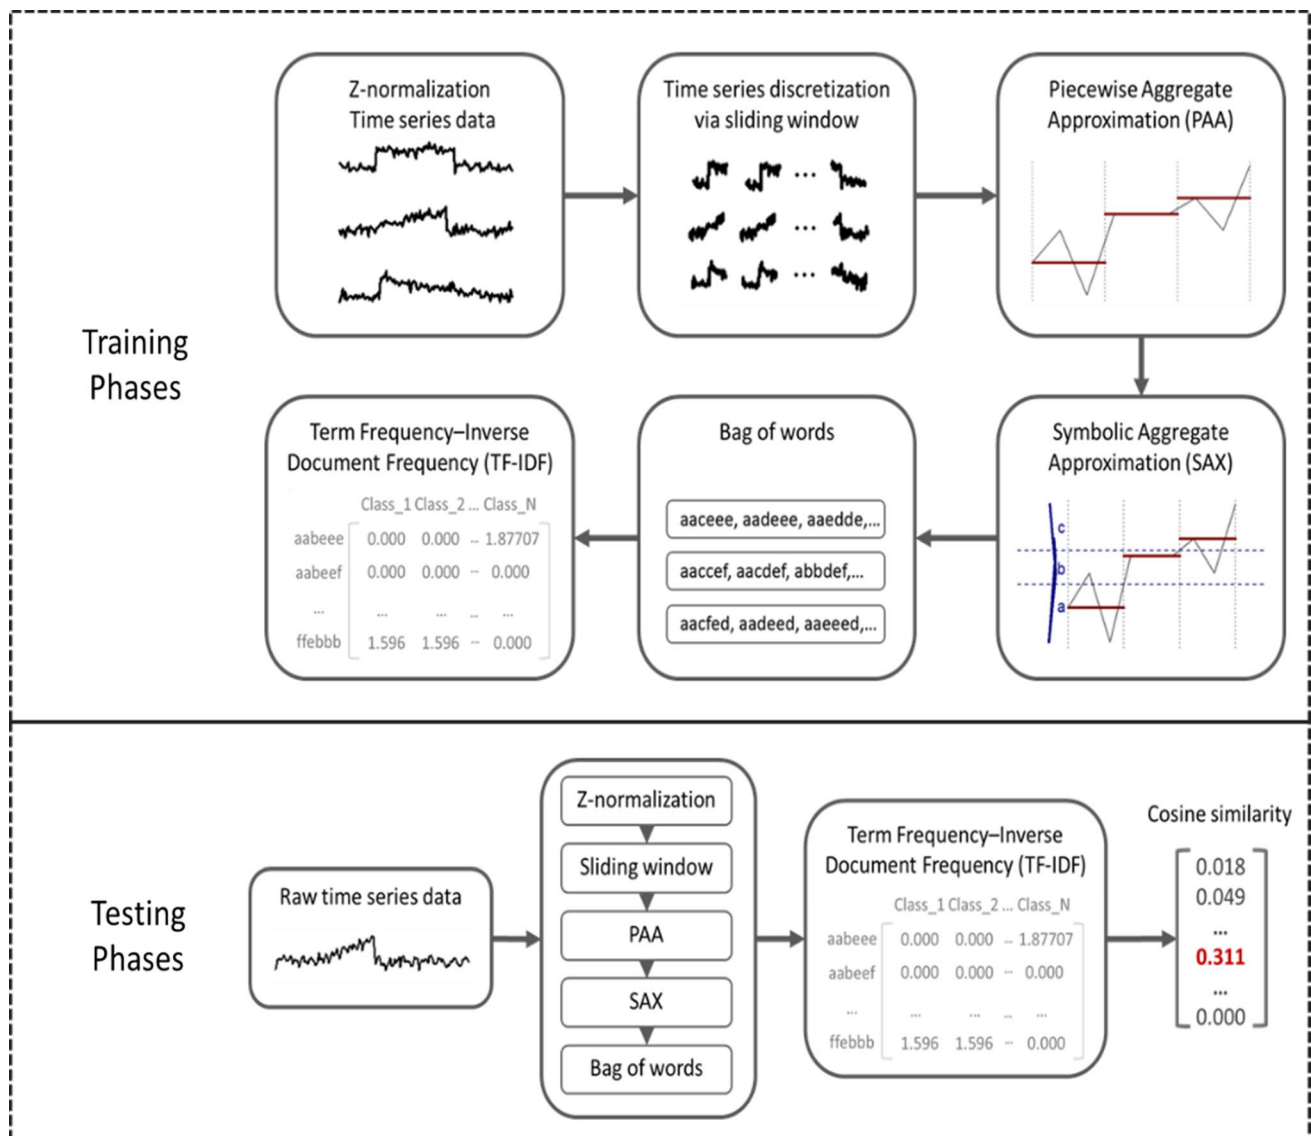 Training
Phases
Z-normalization
Time series data
Time series discretization
via sliding window
...
...
...
Piecewise Aggregate
Approximation (PAA)
Symbolic Aggregate
Approximation (SAX)
c
b
a
Bag of words
aaceee, aadeee, aaedde,...
aaccef, aacdef, abbdef,...
aacfed, aadeed, aaeeed,...
Term Frequency–Inverse
Document Frequency (TF-IDF)
Class_1 Class_2 ... Class_N
aabeee 0.000 0.000 ... 1.87707
aabeef 0.000 0.000 ... 0.000
... ... ... ... ...
ffebbb 1.596 1.596 ... 0.000
Testing
Phases
Raw time series data
Z-normalization
Sliding window
PAA
SAX
Bag of words
Term Frequency–Inverse
Document Frequency (TF-IDF)
Class_1 Class_2 ... Class_N
aabeee 0.000 0.000 ... 1.87707
aabeef 0.000 0.000 ... 0.000
... ... ... ... ...
ffebbb 1.596 1.596 ... 0.000
Cosine similarity
0.018
0.049
...
0.311
...
0.000